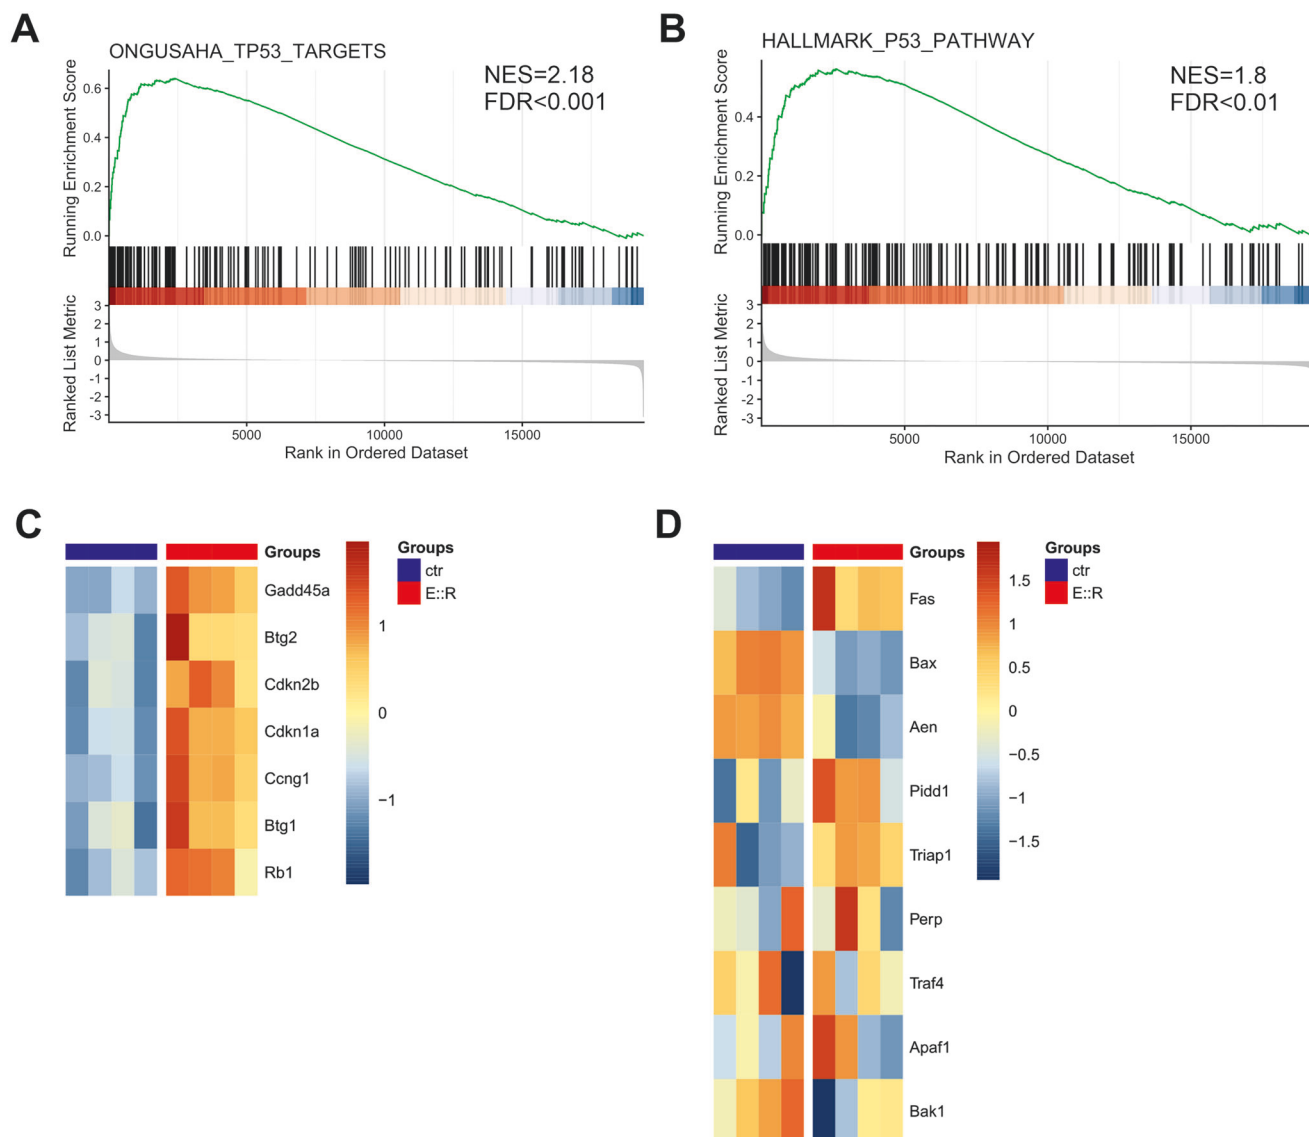 A
ONGUSAHA_TP53_TARGETS
NES=2.18
FDR<0.001
Running Enrichment Score
0.6
0.4
0.2
0.0
Ranked List Metric
3
2
1
0
-1
-2
-3
5000
10000
15000
Rank in Ordered Dataset
B
HALLMARK_P53_PATHWAY
NES=1.8
FDR<0.01
Running Enrichment Score
0.4
0.2
0.0
Ranked List Metric
3
2
1
0
-1
-2
-3
5000
10000
15000
Rank in Ordered Dataset
C
Groups
Gadd45a
Btg2
Cdkn2b
Cdkn1a
Ccng1
Btg1
Rb1
1
0
−1
Groups
ctr
E::R
D
Groups
Fas
Bax
Aen
Pidd1
Triap1
Perp
Traf4
Apaf1
Bak1
1.5
1
0.5
0
−0.5
−1
−1.5
Groups
ctr
E::R